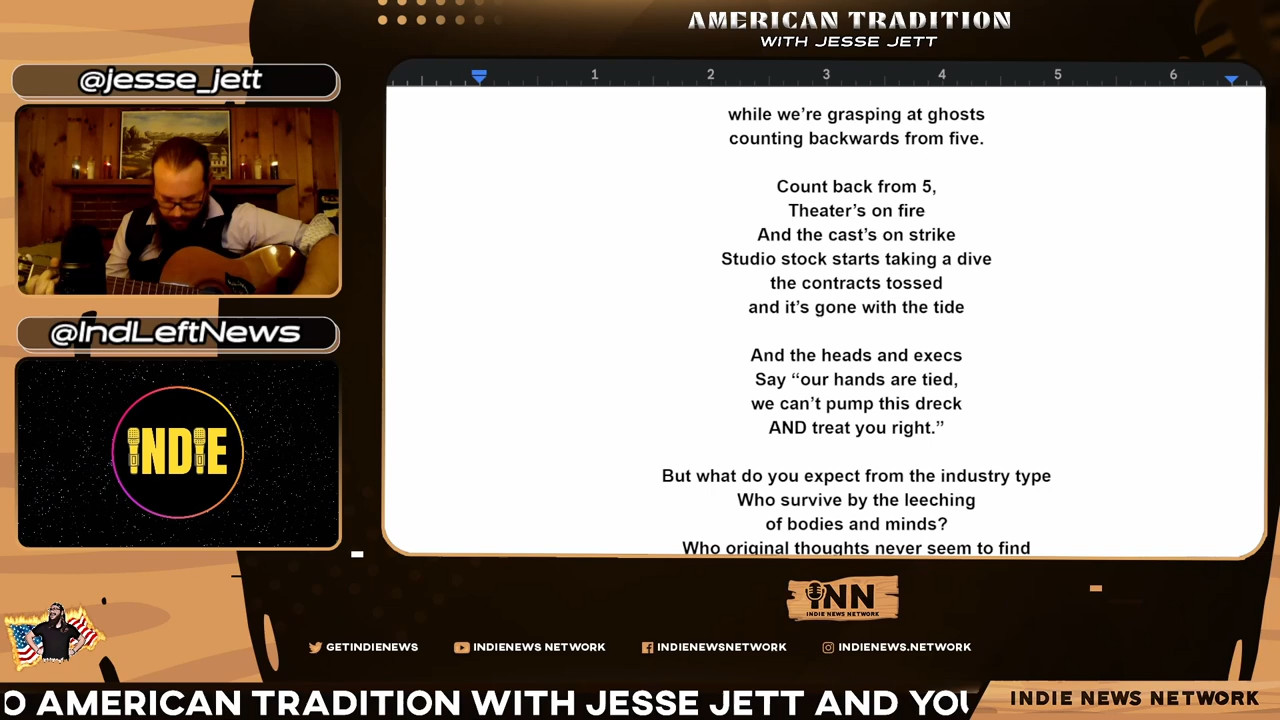 AMERICAN TRADITION
WITH JESSE JETT
@jesse_jett
1 2 3 4 5 6
while we’re grasping at ghosts
counting backwards from five.
Count back from 5,
Theater’s on fire
And the cast’s on strike
Studio stock starts taking a dive
the contracts tossed
and it’s gone with the tide
And the heads and execs
Say “our hands are tied,
we can’t pump this dreck
AND treat you right.”
But what do you expect from the industry type
Who survive by the leeching
of bodies and minds?
Who original thoughts never seem to find
@IndLeftNews
INDIE
INN
INDIE NEWS NETWORK
GETINDIENEWS INDIENEWS NETWORK INDIENEWSNETWORK INDIENEWS.NETWORK
O AMERICAN TRADITION WITH JESSE JETT AND YOU
INDIE NEWS NETWORK